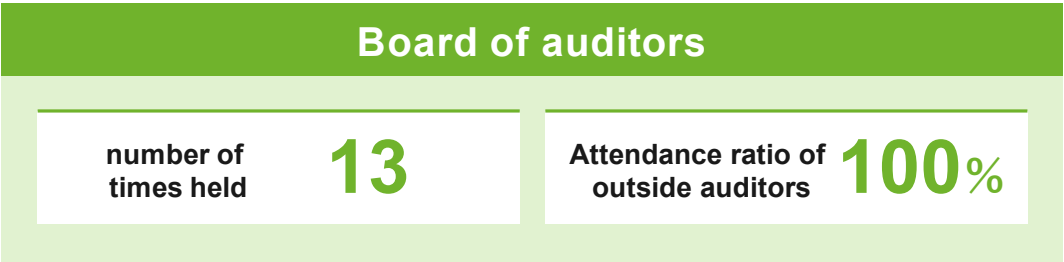 Board of auditors
number of
times held
13
Attendance ratio of
outside auditors
100%